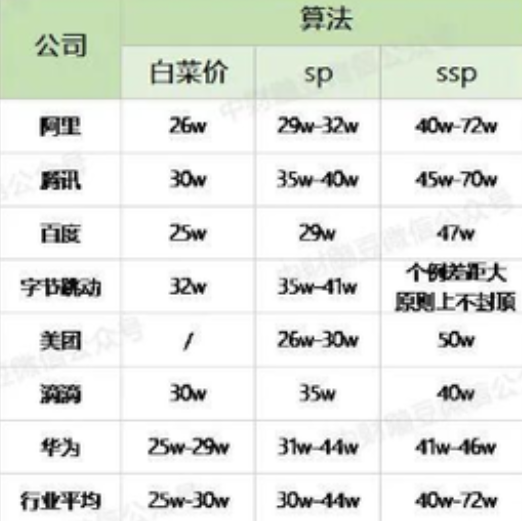 公司 算法
白菜价 sp ssp
阿里 26w 29w-32w 40w-72w
腾讯 30w 35w-40w 45w-70w
百度 25w 29w 47w
字节跳动 32w 35w-41w 个例差距大
原则上不封顶
美团 / 26w-30w 50w
滴滴 30w 35w 40w
华为 25w-29w 31w-44w 41w-46w
行业平均 25w-30w 30w-44w 40w-72w